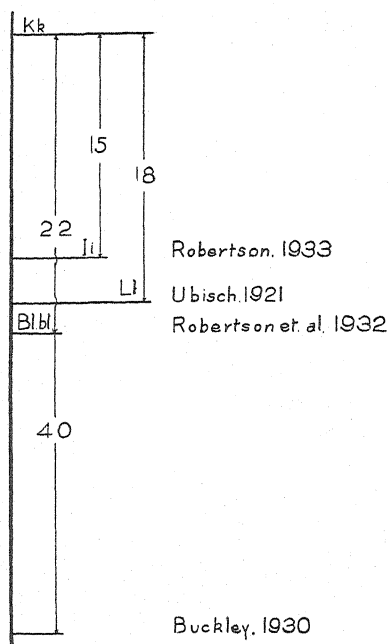 Kk
15
18
22
Ii Robertson. 1933
Ll Ubisch. 1921
Bl.bl Robertson et. al. 1932
40
Buckley. 1930